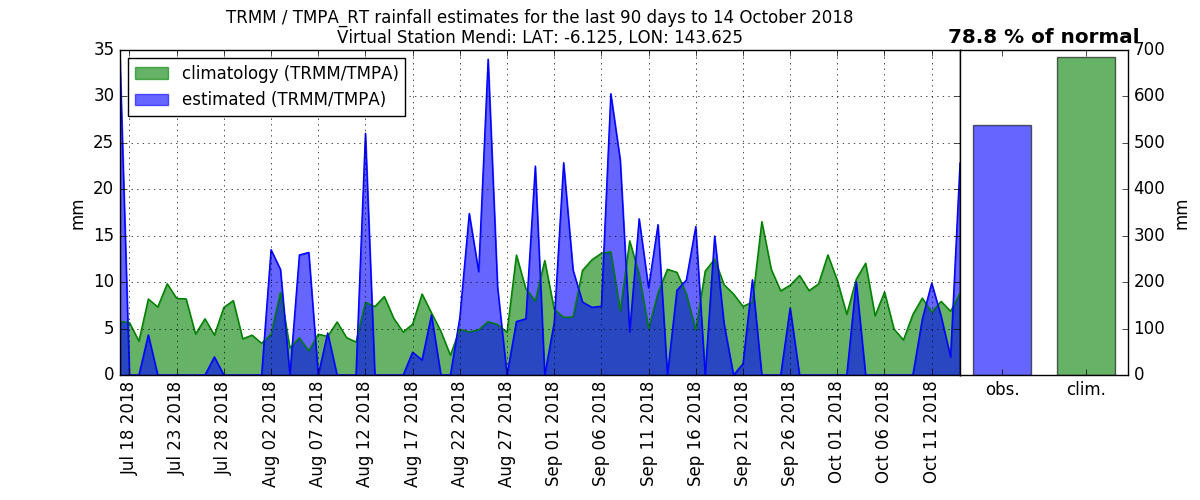 TRMM / TMPA_RT rainfall estimates for the last 90 days to 14 October 2018
Virtual Station Mendi: LAT: -6.125, LON: 143.625
78.8 % of normal
climatology (TRMM/TMPA)
estimated (TRMM/TMPA)
35
30
25
20
15
10
5
0
mm
Jul 18 2018
Jul 23 2018
Jul 28 2018
Aug 02 2018
Aug 07 2018
Aug 12 2018
Aug 17 2018
Aug 22 2018
Aug 27 2018
Sep 01 2018
Sep 06 2018
Sep 11 2018
Sep 16 2018
Sep 21 2018
Sep 26 2018
Oct 01 2018
Oct 06 2018
Oct 11 2018
obs.
clim.
700
600
500
400
300
200
100
0
mm